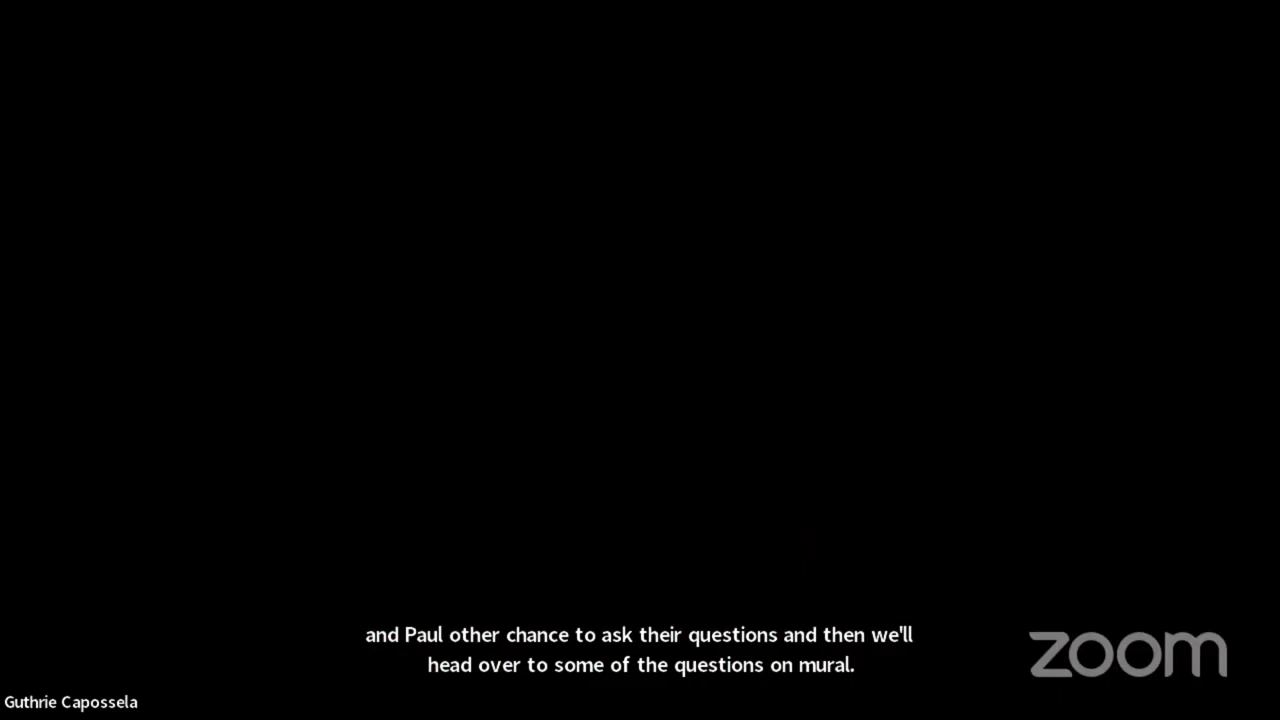 and Paul other chance to ask their questions and then we'll
head over to some of the questions on mural.
zoom
Guthrie Capossela